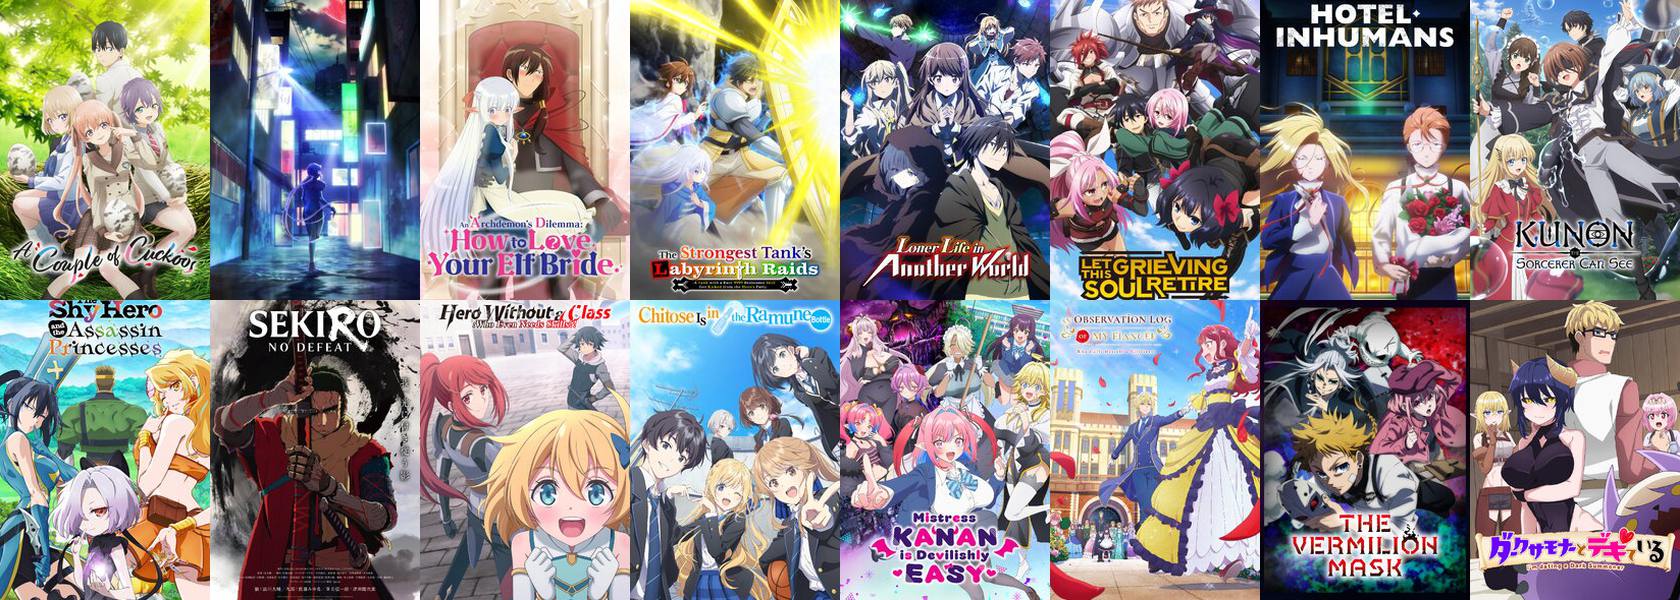 A Couple of Cuckoos
An Archdemon's Dilemma:
How to Love
Your Elf Bride
The Strongest Tank's
Labyrinth Raids
Loner Life in
Another World
LET THIS
GRIEVING
SOUL RETIRE
HOTEL
INHUMANS
KUNON
THE
SORCERER CAN SEE
The
Shy Hero
and the Assassin
Princesses
SEKIRO
NO DEFEAT
Hero Without a Class
Who Even Needs Skills?!
Chitose Is in the Ramune Bottle
Mistress
KANAN
is Devilishly
EASY
OBSERVATION LOG
OF MY FIANCÉE
THE
VERMILION
MASK
ダークサモナーとデキている
I'm dating a Dark Summoner